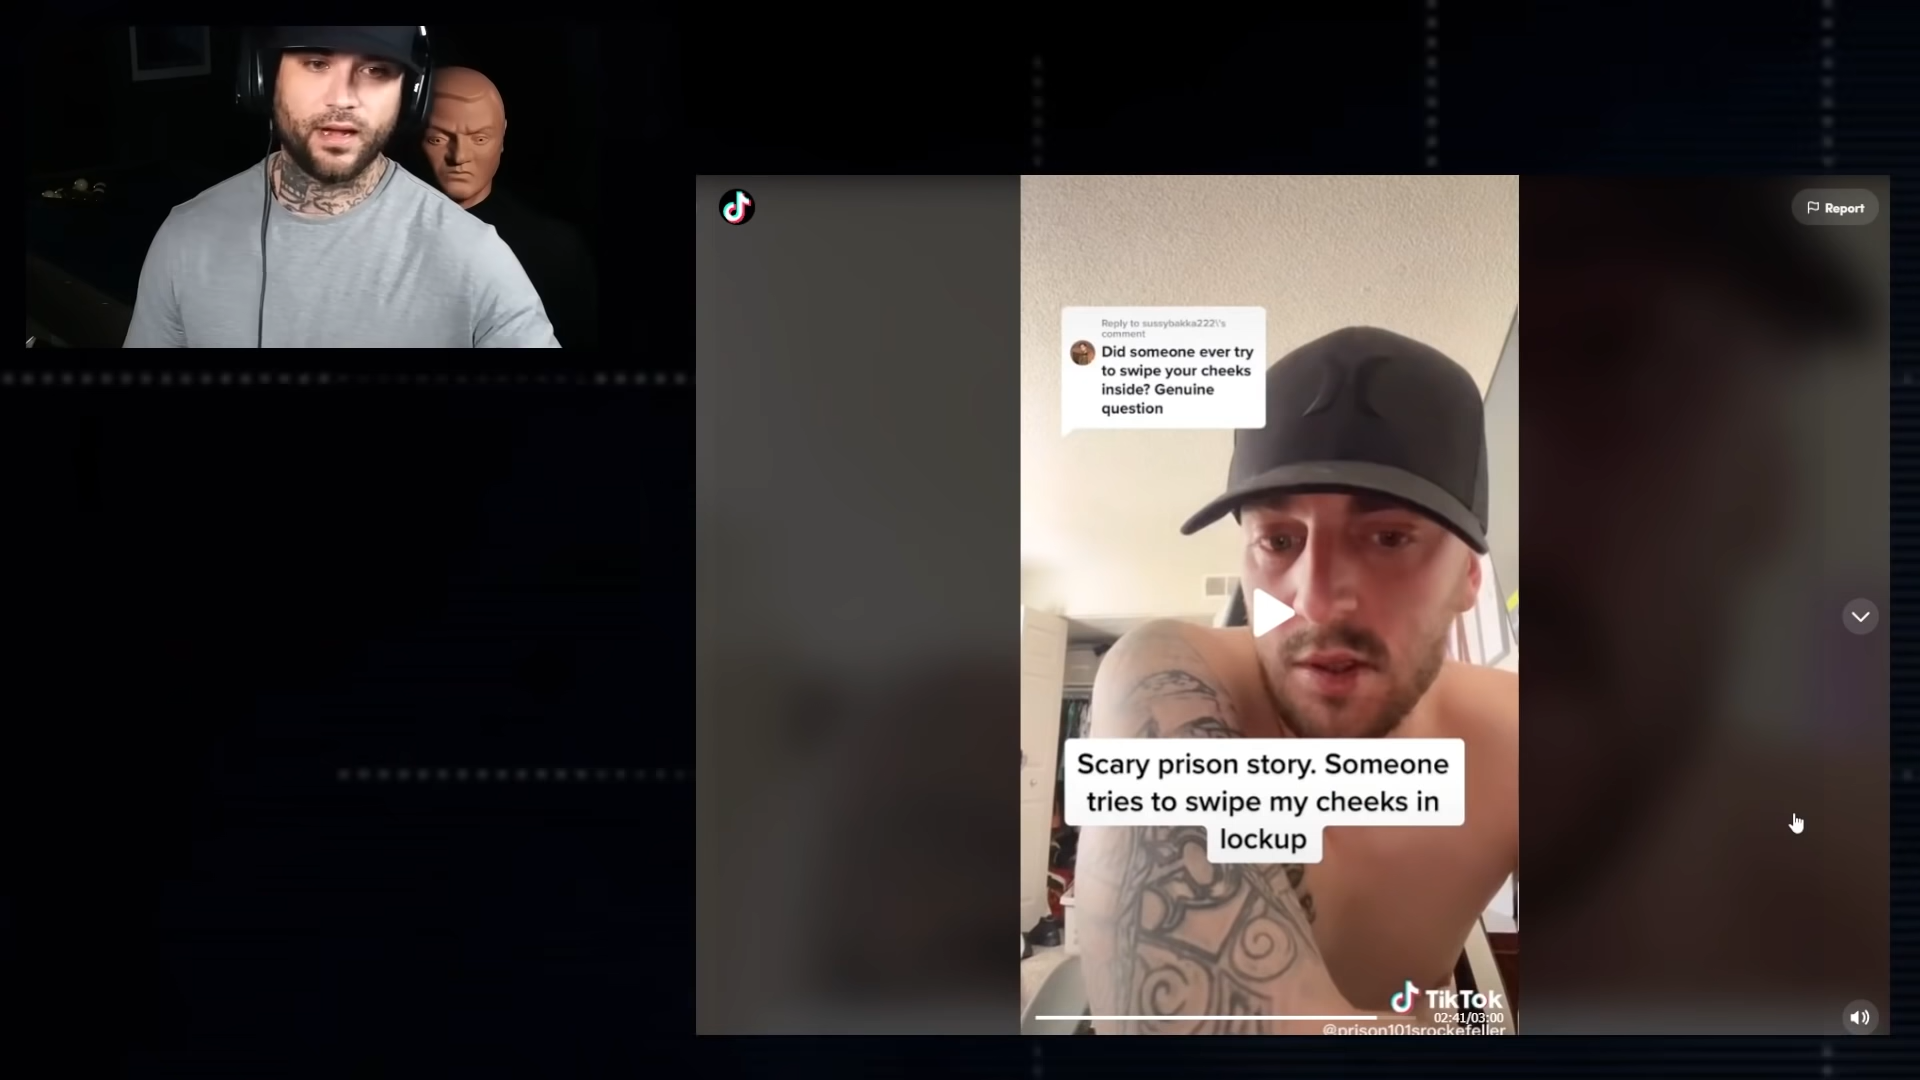 Report
Reply to sussybakka222\'s
comment
Did someone ever try
to swipe your cheeks
inside? Genuine
question
Scary prison story. Someone
tries to swipe my cheeks in
lockup
TikTok
02:41/03:00
@prison101srockefeller